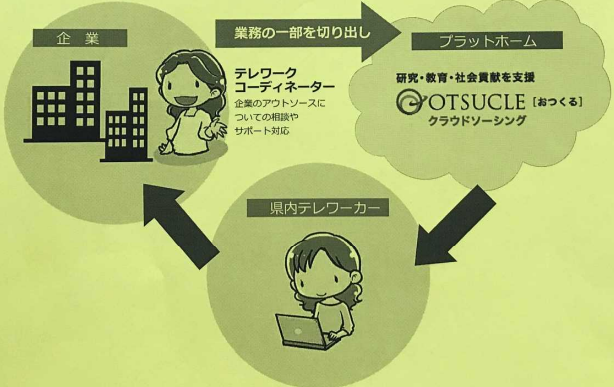 企業
業務の一部を切り出し
プラットホーム
テレワーク
コーディネーター
企業のアウトソースに
ついての相談や
サポート対応
研究・教育・社会貢献を支援
OTSUCLE [おつくる]
クラウドソーシング
県内テレワーカー